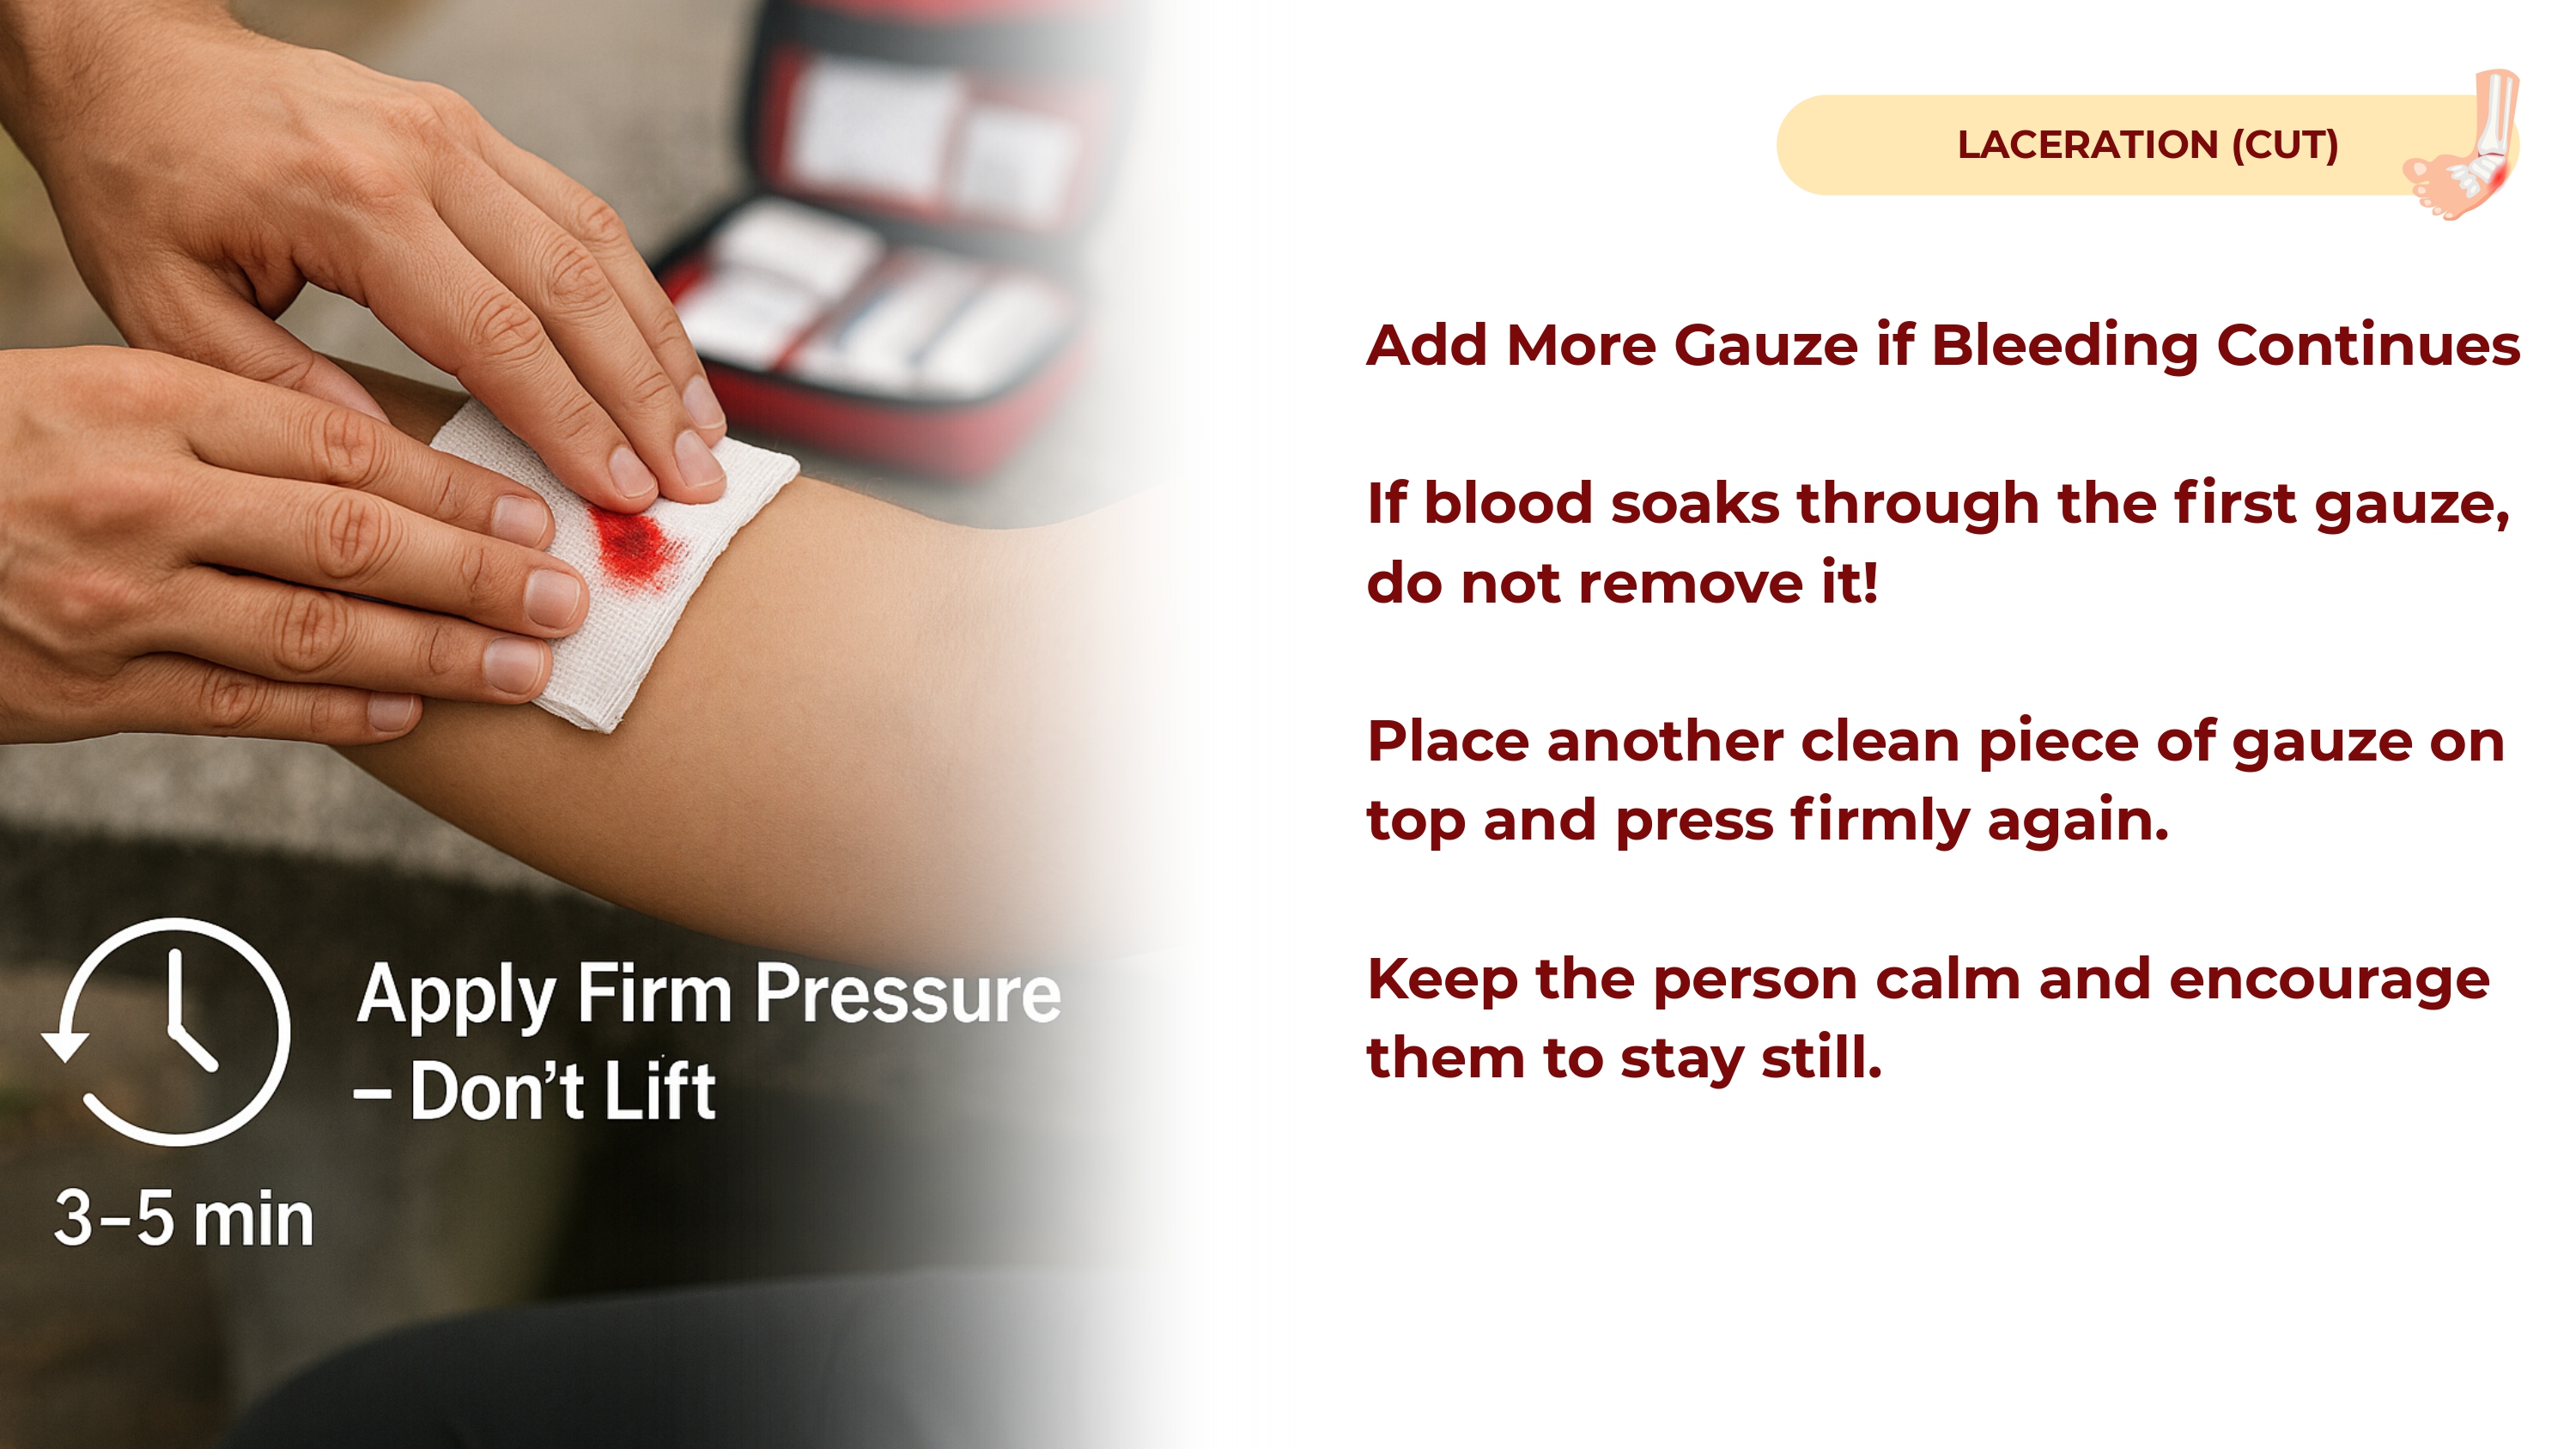 LACERATION (CUT)
Add More Gauze if Bleeding Continues
If blood soaks through the first gauze,
do not remove it!
Place another clean piece of gauze on
top and press firmly again.
Keep the person calm and encourage
them to stay still.
Apply Firm Pressure
– Don't Lift
3–5 min